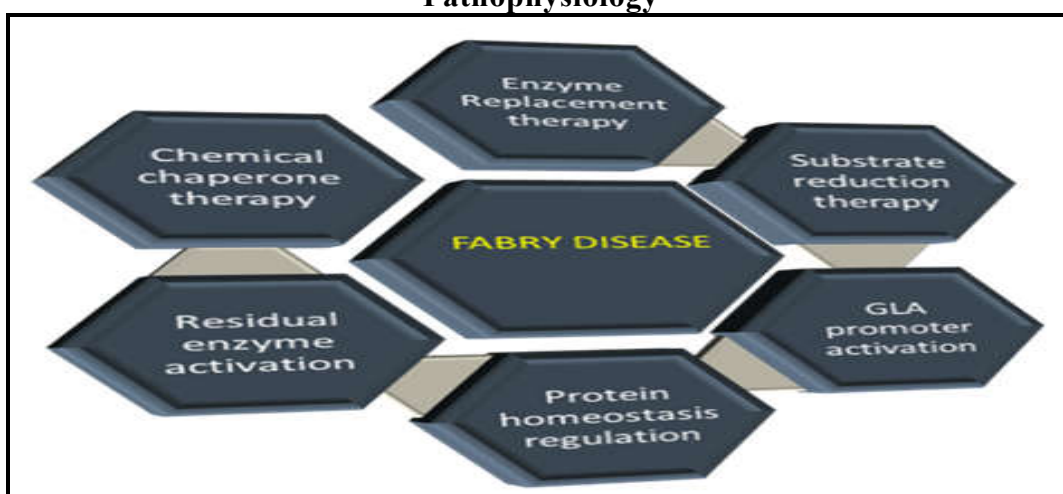 Pathophysiology
Enzyme
Replacement
therapy
Chemical
chaperone
therapy
Substrate
reduction
therapy
FABRY DISEASE
Residual
enzyme
activation
GLA
promoter
activation
Protein
homeostasis
regulation